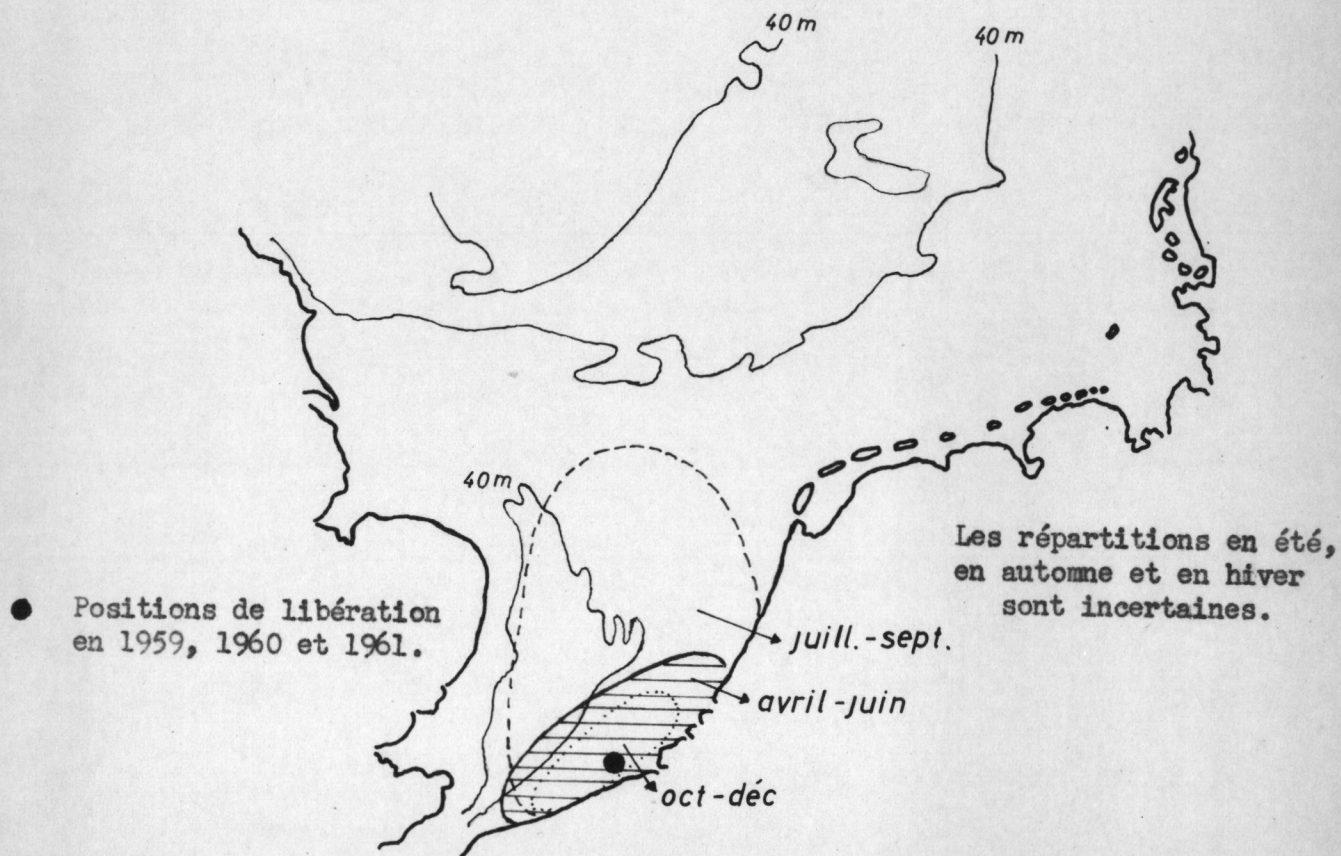 40 m
40 m
40 m
Les répartitions en été,
en automne et en hiver
sont incertaines.
Positions de libération
en 1959, 1960 et 1961.
juill.-sept.
avril-juin
oct-déc